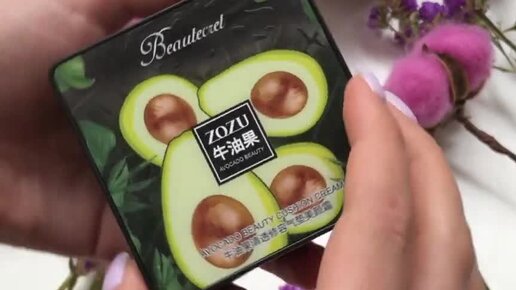 Beautecret
ZOZU
牛油果
AVOCADO BEAUTY
AVOCADO BEAUTY CUSHION CREAM